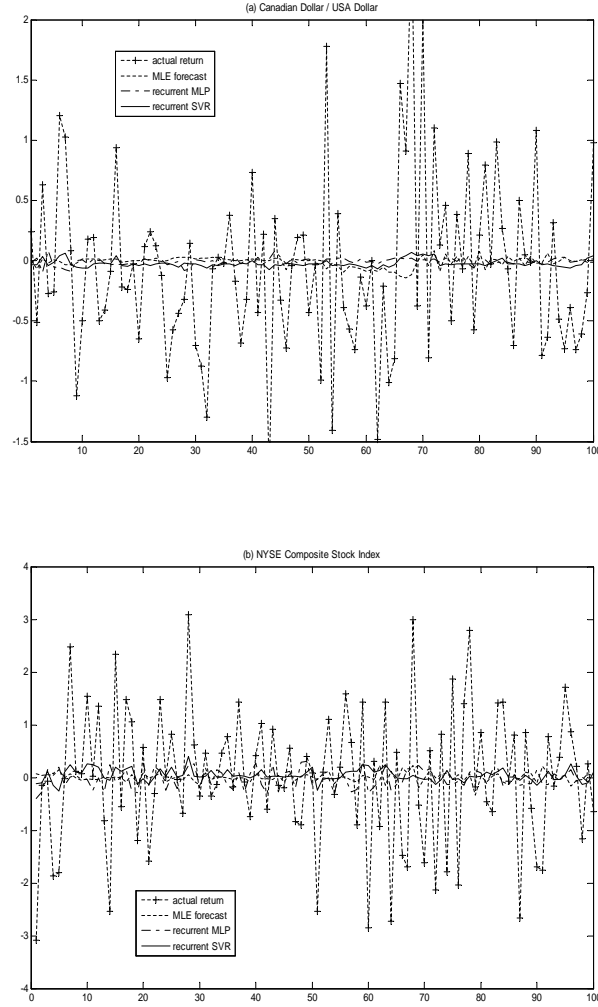 (a) Canadian Dollar / USA Dollar
2
1.5
1
0.5
0
-0.5
-1
-1.5
actual return
MLE forecast
recurrent MLP
recurrent SVR
10 20 30 40 50 60 70 80 90 100
(b) NYSE Composite Stock Index
4
3
2
1
0
-1
-2
-3
-4
actual return
MLE forecast
recurrent MLP
recurrent SVR
0 10 20 30 40 50 60 70 80 90 100